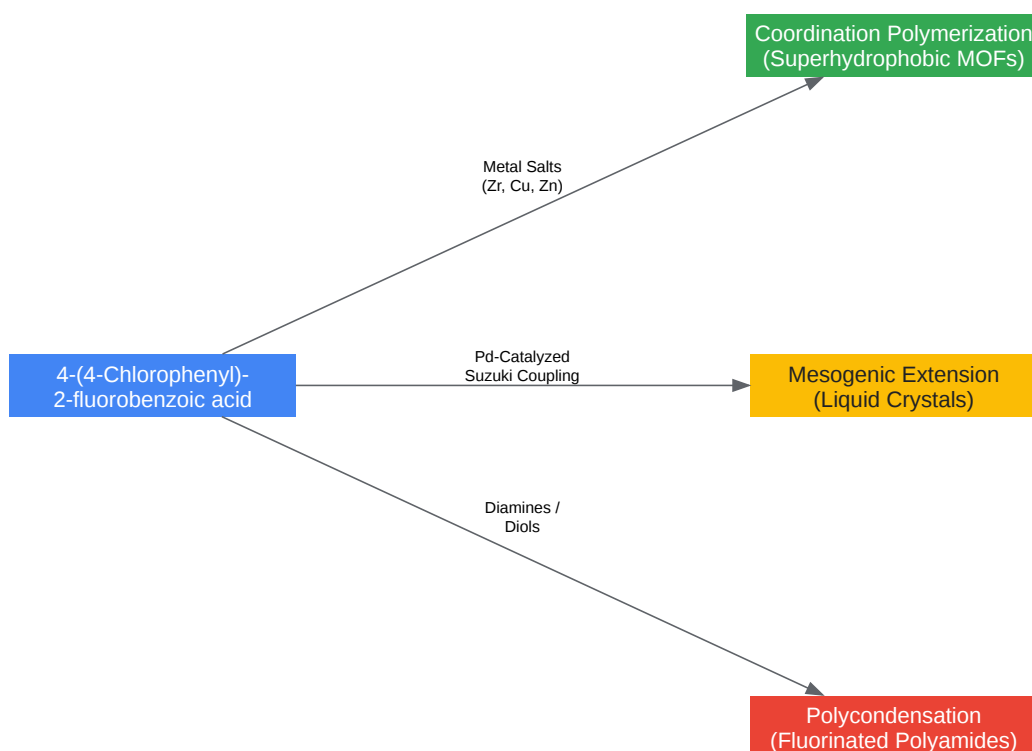 Coordination Polymerization
(Superhydrophobic MOFs)
Metal Salts
(Zr, Cu, Zn)
4-(4-Chlorophenyl)-
2-fluorobenzoic acid
Pd-Catalyzed
Suzuki Coupling
Mesogenic Extension
(Liquid Crystals)
Diamines /
Diols
Polycondensation
(Fluorinated Polyamides)